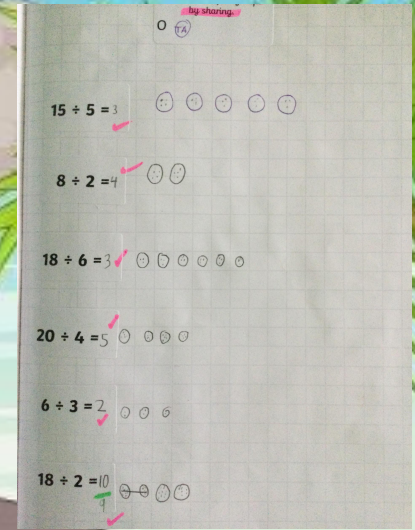 by sharing.
O TA
15 ÷ 5 = 3
8 ÷ 2 = 4
18 ÷ 6 = 3
20 ÷ 4 = 5
6 ÷ 3 = 2
18 ÷ 2 = 10
9